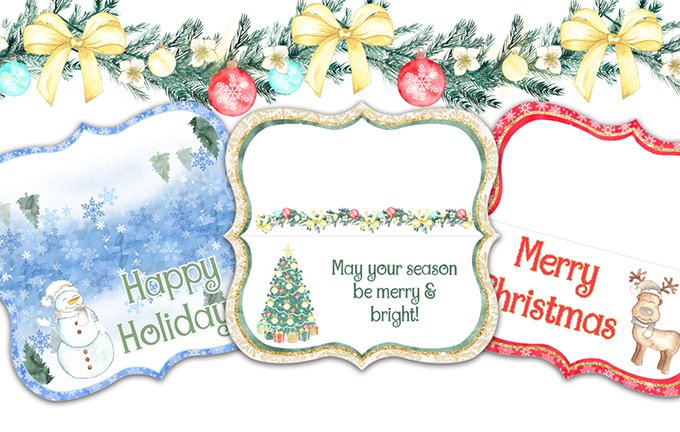 Happy
Holiday
May your season
be merry &
bright!
Merry
Christmas